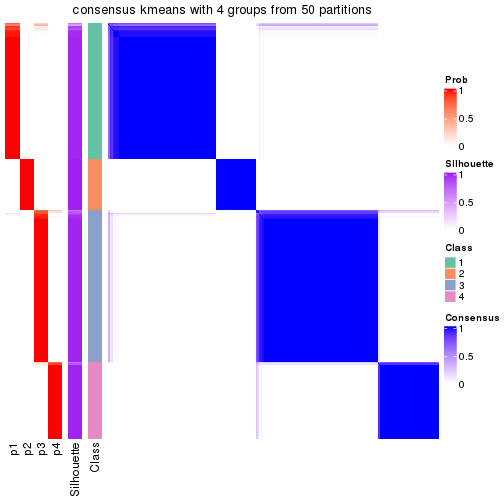 consensus kmeans with 4 groups from 50 partitions
Prob
1
0.5
0
Silhouette
1
0.5
0
Class
1
2
3
4
Consensus
1
0.5
0
p1
p2
p3
p4
Silhouette
Class